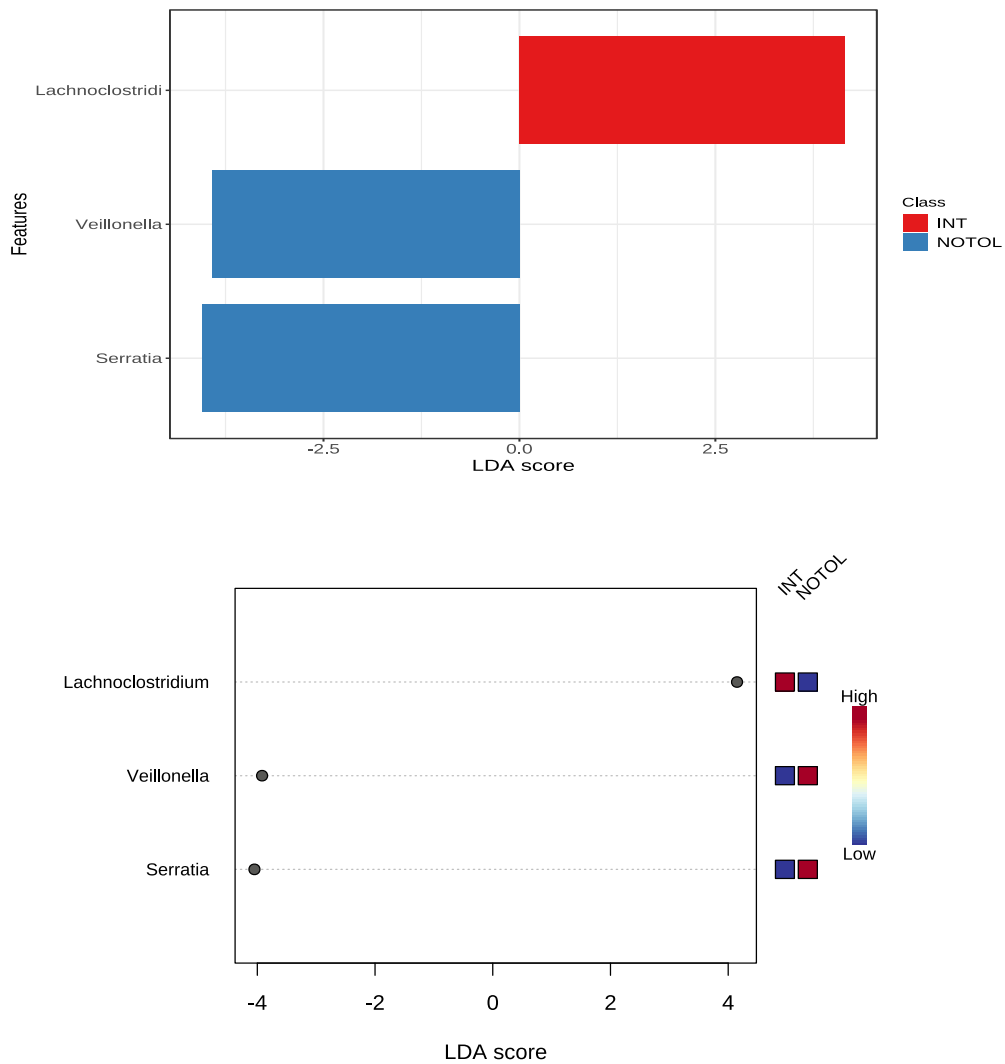 Lachnoclostridi
Veillonella
Serratia
Features
-2.5
0.0
2.5
LDA score
Class
INT
NOTOL
INT
NOTOL
Lachnoclostridium
Veillonella
Serratia
High
Low
-4
-2
0
2
4
LDA score